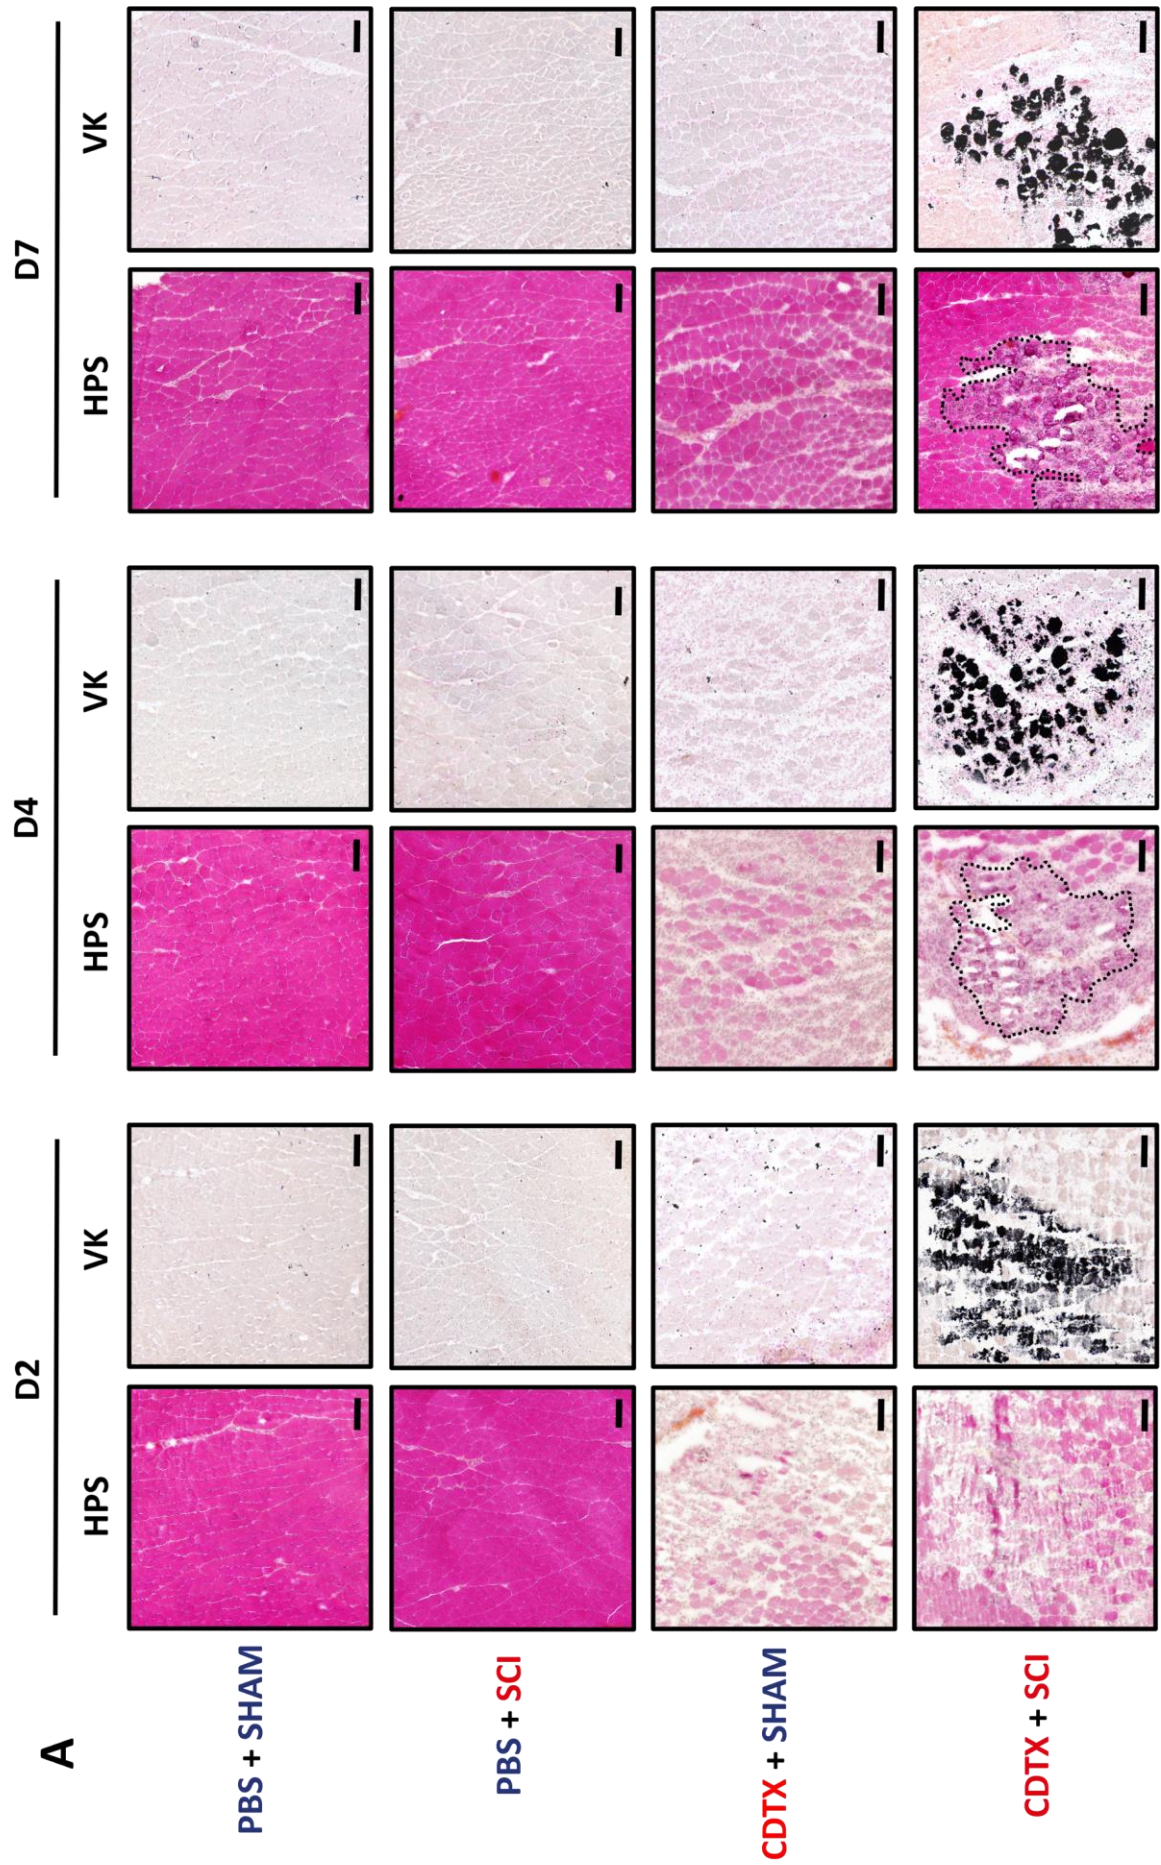 A
D2
D4
D7
HPS
VK
HPS
VK
HPS
VK
PBS + SHAM
PBS + SCI
CDTX + SHAM
CDTX + SCI